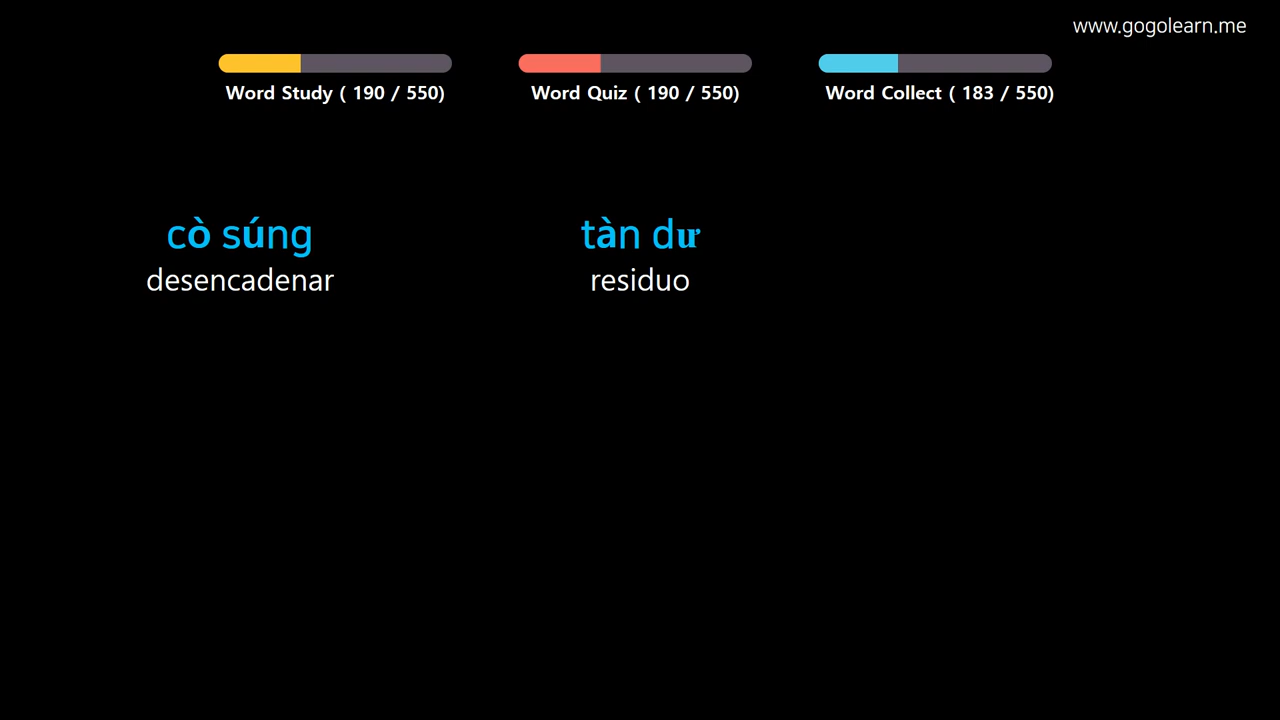 www.gogolearn.me
Word Study ( 190 / 550)
Word Quiz ( 190 / 550)
Word Collect ( 183 / 550)
cò súng
desencadenar
tàn dư
residuo